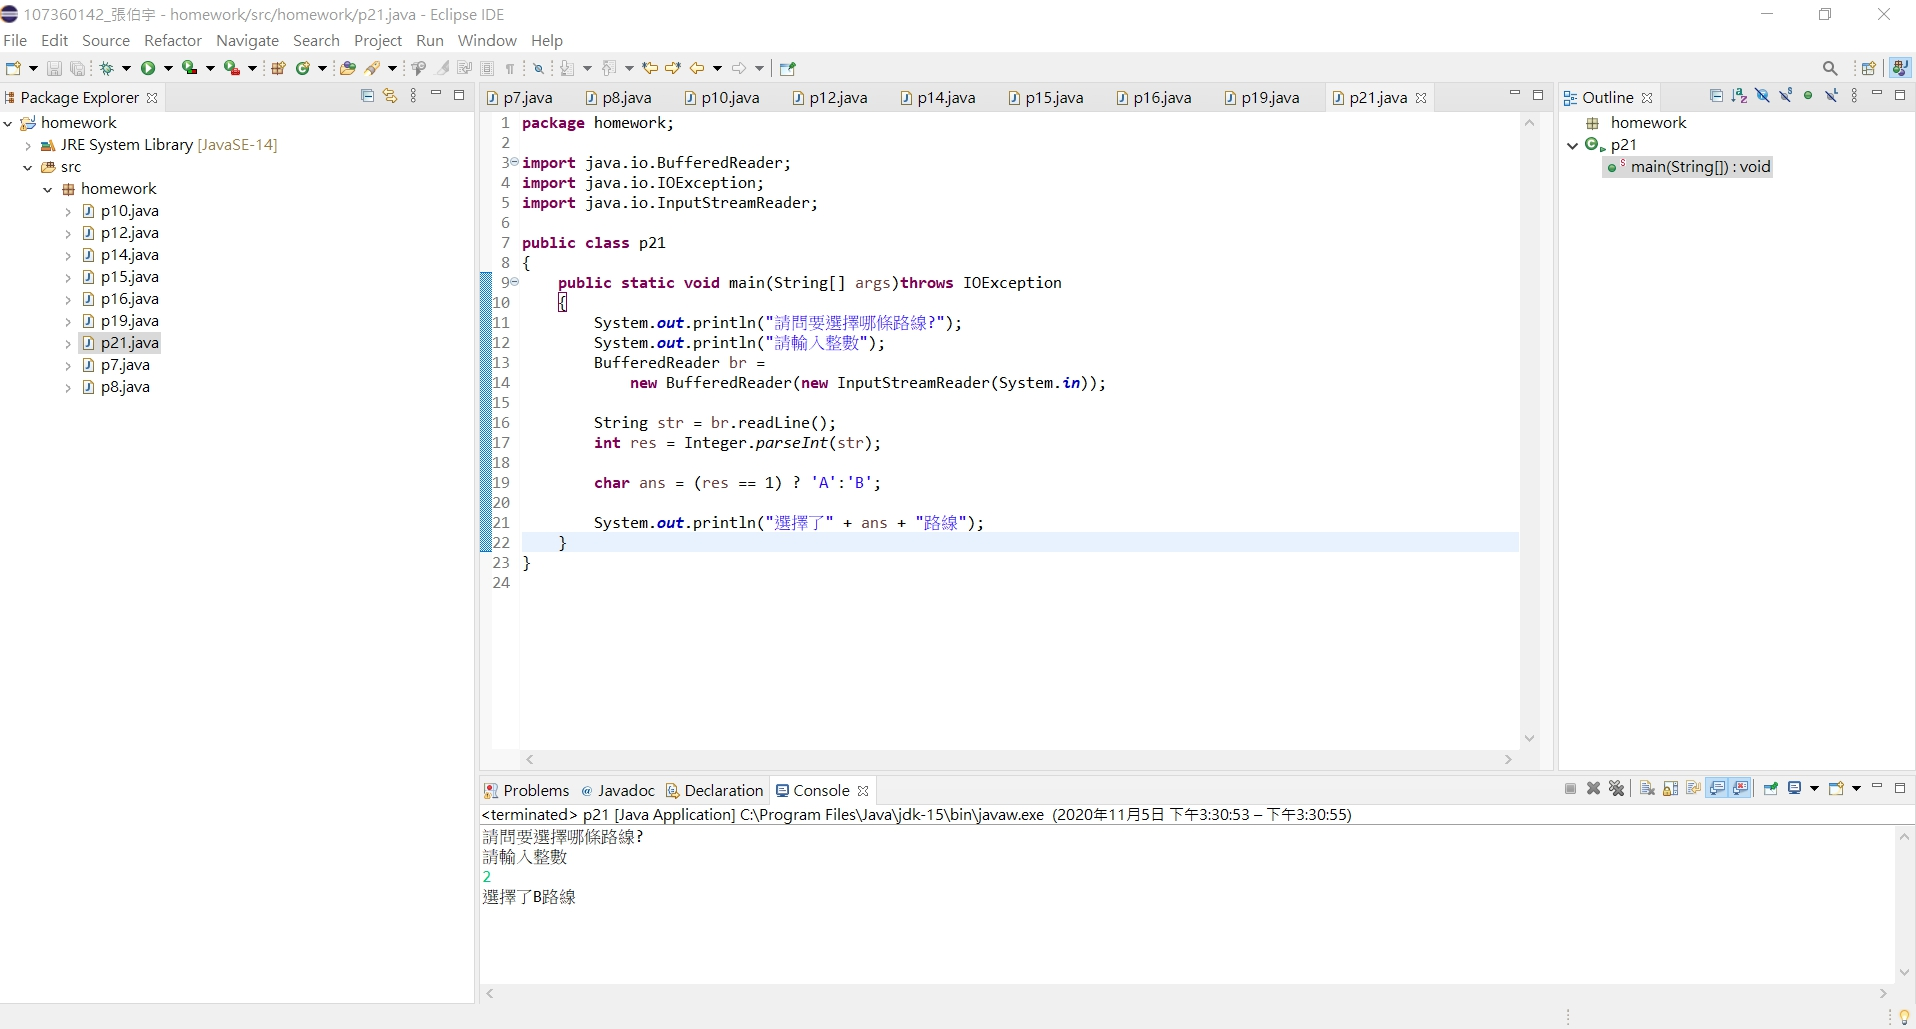 107360142_張伯宇 - homework/src/homework/p21.java - Eclipse IDE
File Edit Source Refactor Navigate Search Project Run Window Help
Package Explorer
homework
JRE System Library [JavaSE-14]
src
homework
p10.java
p12.java
p14.java
p15.java
p16.java
p19.java
p21.java
p7.java
p8.java
p7.java p8.java p10.java p12.java p14.java p15.java p16.java p19.java p21.java
1 package homework;
2
3 import java.io.BufferedReader;
4 import java.io.IOException;
5 import java.io.InputStreamReader;
6
7 public class p21
8 {
9 public static void main(String[] args)throws IOException
10 {
11 System.out.println("請問要選擇哪條路線?");
12 System.out.println("請輸入整數");
13 BufferedReader br =
14 new BufferedReader(new InputStreamReader(System.in));
15
16 String str = br.readLine();
17 int res = Integer.parseInt(str);
18
19 char ans = (res == 1) ? 'A':'B';
20
21 System.out.println("選擇了" + ans + "路線");
22 }
23 }
24
Outline
homework
p21
main(String[]) : void
Problems @ Javadoc Declaration Console
<terminated> p21 [Java Application] C:\Program Files\Java\jdk-15\bin\javaw.exe (2020年11月5日 下午3:30:53 – 下午3:30:55)
請問要選擇哪條路線?
請輸入整數
2
選擇了B路線